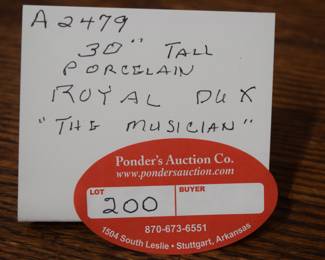 A 2479
30" TALL
PORCELAIN
ROYAL DUX
"THE MUSICIAN"
Ponder's Auction Co.
www.pondersauction.com
LOT BUYER
200
870-673-6551
1504 South Leslie • Stuttgart, Arkansas